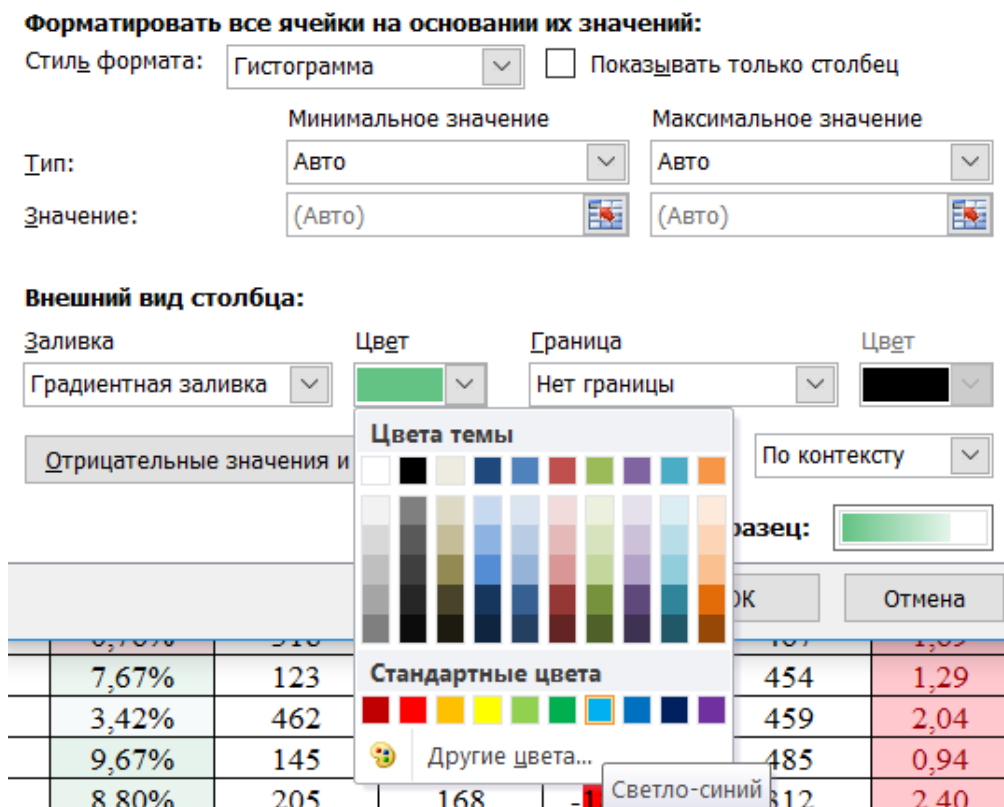 Форматировать все ячейки на основании их значений:
Стиль формата: Гистограмма Показывать только столбец
Минимальное значение Максимальное значение
Тип: Авто Авто
Значение: (Авто) (Авто)
Внешний вид столбца:
Заливка Цвет Граница Цвет
Градиентная заливка Нет границы
Цвета темы
Отрицательные значения и По контексту
разец:
ОК Отмена
Стандартные цвета
7,67% 123 454 1,29
3,42% 462 459 2,04
9,67% 145 485 0,94
Другие цвета...
Светло-синий
8,80% 205 168 312 2,40